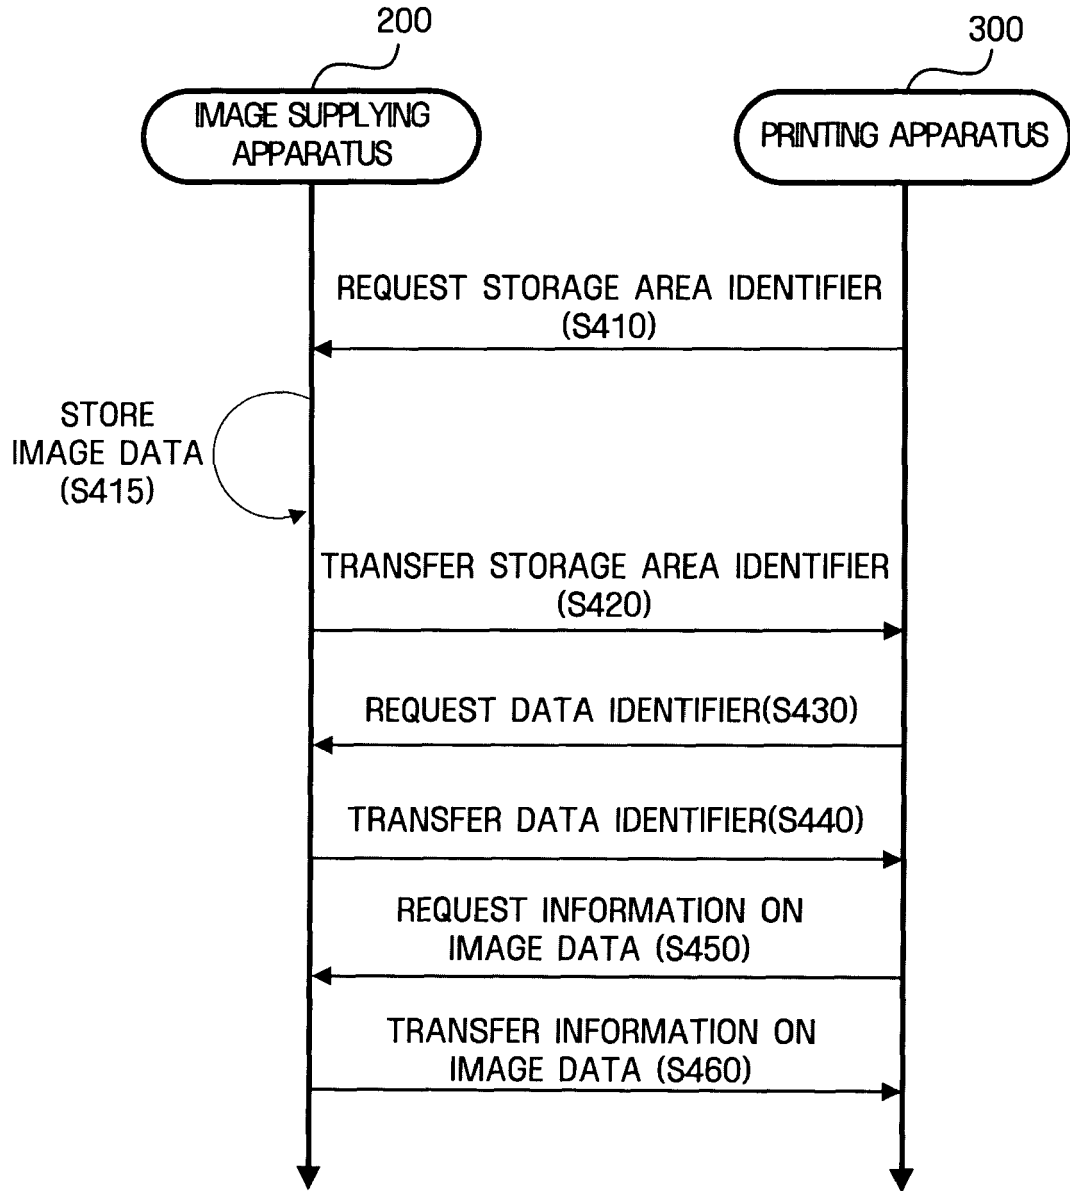 200
300
IMAGE SUPPLYING
APPARATUS
PRINTING APPARATUS
REQUEST STORAGE AREA IDENTIFIER
(S410)
STORE
IMAGE DATA
(S415)
TRANSFER STORAGE AREA IDENTIFIER
(S420)
REQUEST DATA IDENTIFIER(S430)
TRANSFER DATA IDENTIFIER(S440)
REQUEST INFORMATION ON
IMAGE DATA (S450)
TRANSFER INFORMATION ON
IMAGE DATA (S460)